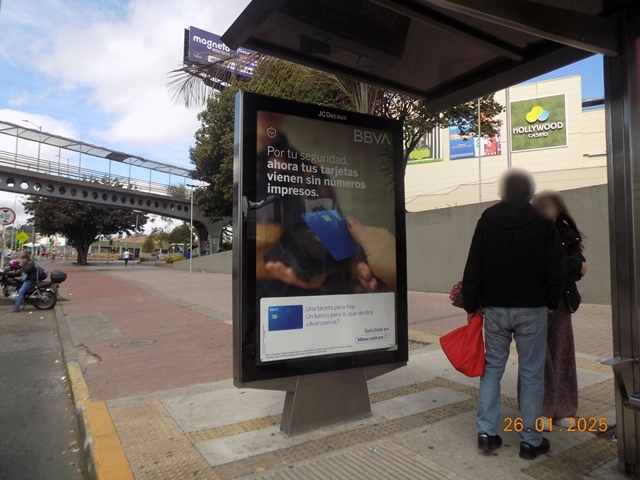 magneto
JCDecaux
BBVA
Por tu seguridad,
ahora tus tarjetas
vienen sin números
impresos.
HOLLYWOOD
CASINO
Una tarjeta para hoy.
Un banco para lo que vendrá.
¿Avanzamos?
Solicítala en
bbva.com.co
26.01.2025